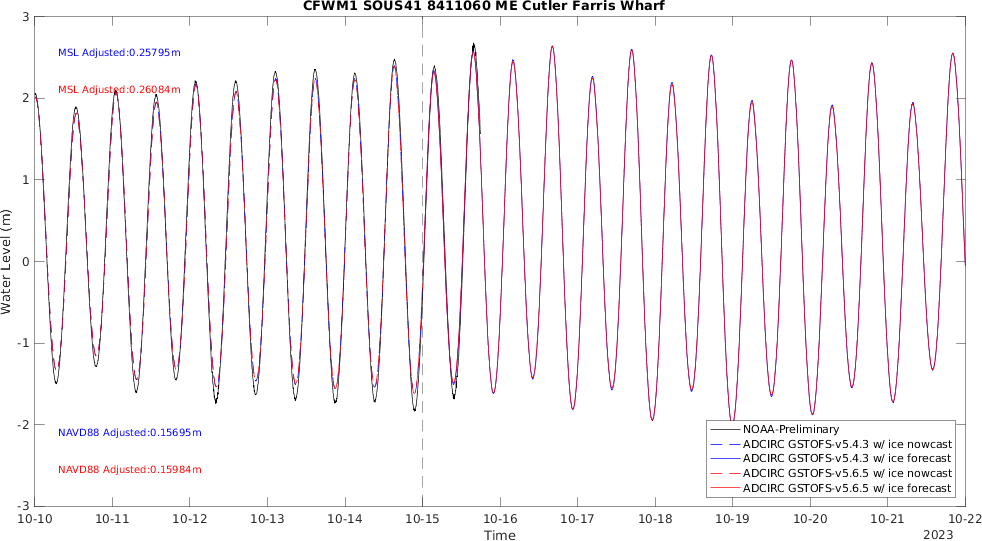 CFWM1 SOUS41 8411060 ME Cutler Farris Wharf
3
2
1
0
-1
-2
-3
Water Level (m)
MSL Adjusted:0.25795m
MSL Adjusted:0.26084m
NAVD88 Adjusted:0.15695m
NAVD88 Adjusted:0.15984m
NOAA-Preliminary
ADCIRC GSTOFS-v5.4.3 w/ ice nowcast
ADCIRC GSTOFS-v5.4.3 w/ ice forecast
ADCIRC GSTOFS-v5.6.5 w/ ice nowcast
ADCIRC GSTOFS-v5.6.5 w/ ice forecast
10-10 10-11 10-12 10-13 10-14 10-15 10-16 10-17 10-18 10-19 10-20 10-21 10-22
Time
2023